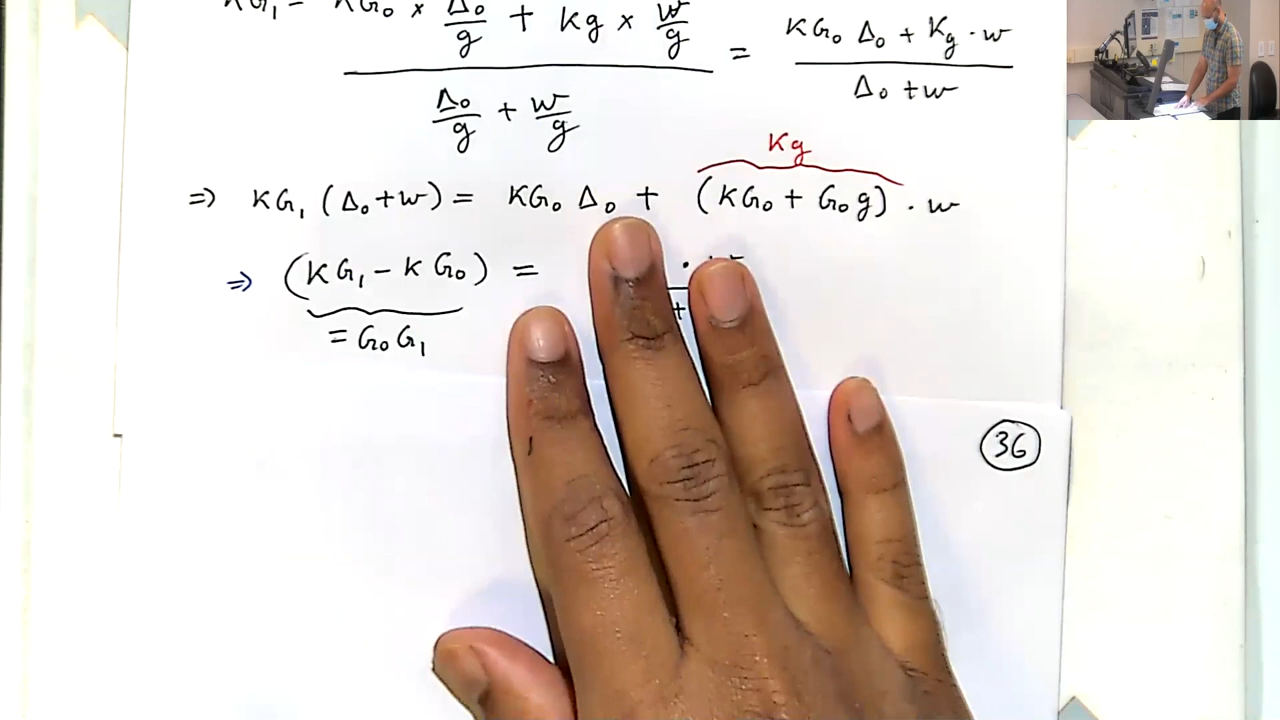 KG₁ = KG₀ × Δ₀/g + Kg × w/g
Δ₀/g + w/g
= KG₀ Δ₀ + Kg · w
Δ₀ + w
Kg
⇒ KG₁ (Δ₀+w) = KG₀ Δ₀ + (KG₀ + G₀g) · w
⇒ (KG₁ − KG₀) =
= G₀G₁
36